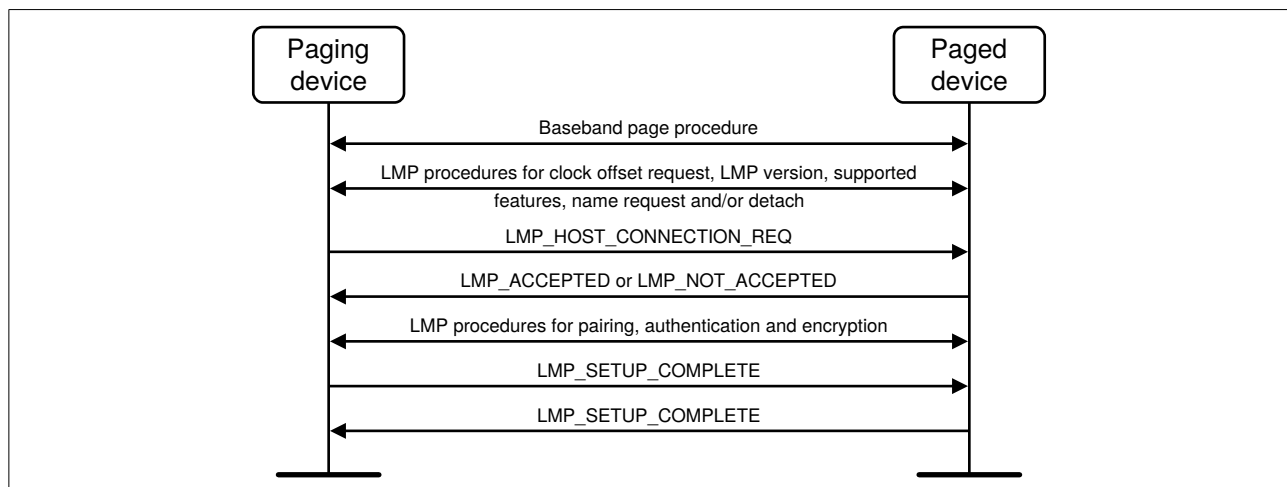 Paging
device
Paged
device
Baseband page procedure
LMP procedures for clock offset request, LMP version, supported
features, name request and/or detach
LMP_HOST_CONNECTION_REQ
LMP_ACCEPTED or LMP_NOT_ACCEPTED
LMP procedures for pairing, authentication and encryption
LMP_SETUP_COMPLETE
LMP_SETUP_COMPLETE